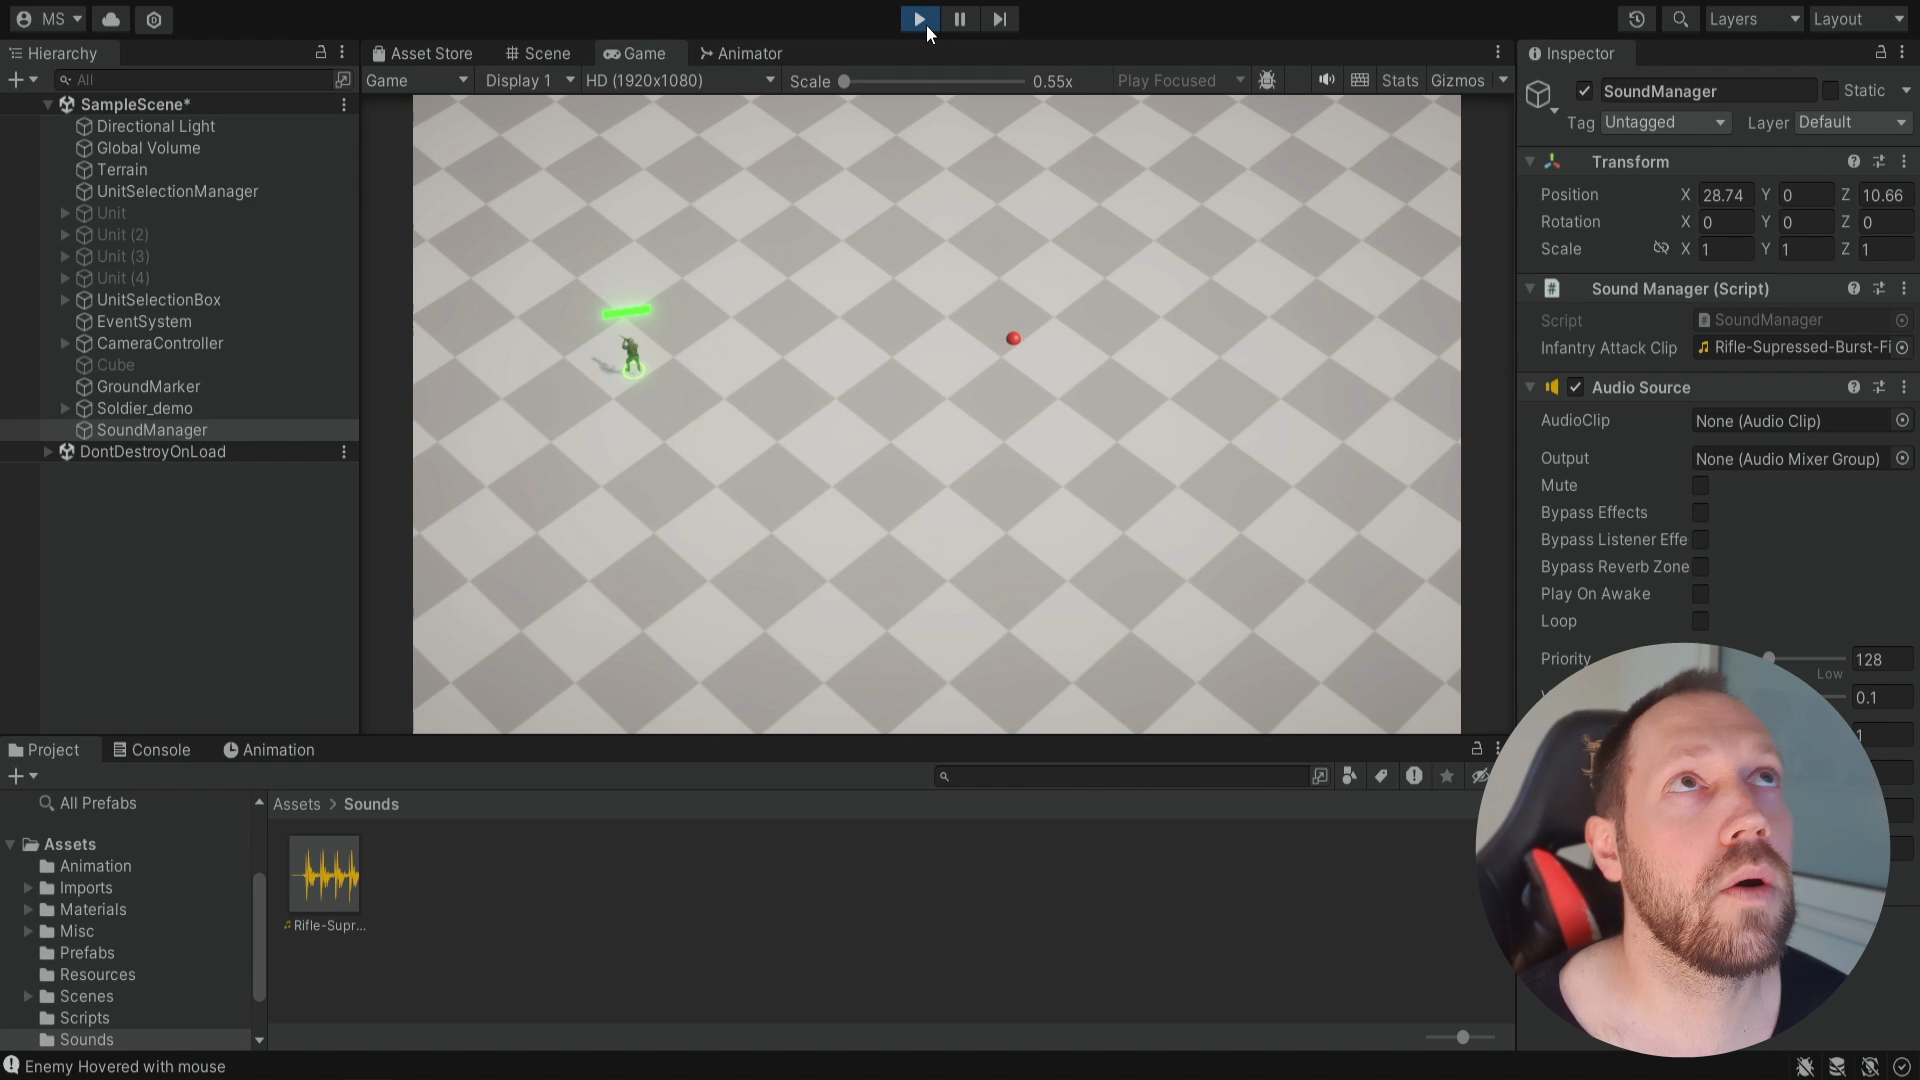 MS
Layers
Layout
Hierarchy
All
SampleScene*
Directional Light
Global Volume
Terrain
UnitSelectionManager
Unit
Unit (2)
Unit (3)
Unit (4)
UnitSelectionBox
EventSystem
CameraController
Cube
GroundMarker
Soldier_demo
SoundManager
DontDestroyOnLoad
Asset Store
Scene
Game
Animator
Game
Display 1
HD (1920x1080)
Scale
0.55x
Play Focused
Stats
Gizmos
Inspector
SoundManager
Static
Tag
Untagged
Layer
Default
Transform
Position X 28.74 Y 0 Z 10.66
Rotation X 0 Y 0 Z 0
Scale X 1 Y 1 Z 1
Sound Manager (Script)
Script
SoundManager
Infantry Attack Clip
Rifle-Supressed-Burst-Fi
Audio Source
AudioClip
None (Audio Clip)
Output
None (Audio Mixer Group)
Mute
Bypass Effects
Bypass Listener Effe
Bypass Reverb Zone
Play On Awake
Loop
Priority
128
Low
0.1
1
Project
Console
Animation
All Prefabs
Assets
Animation
Imports
Materials
Misc
Prefabs
Resources
Scenes
Scripts
Sounds
Assets > Sounds
Rifle-Supr...
Enemy Hovered with mouse